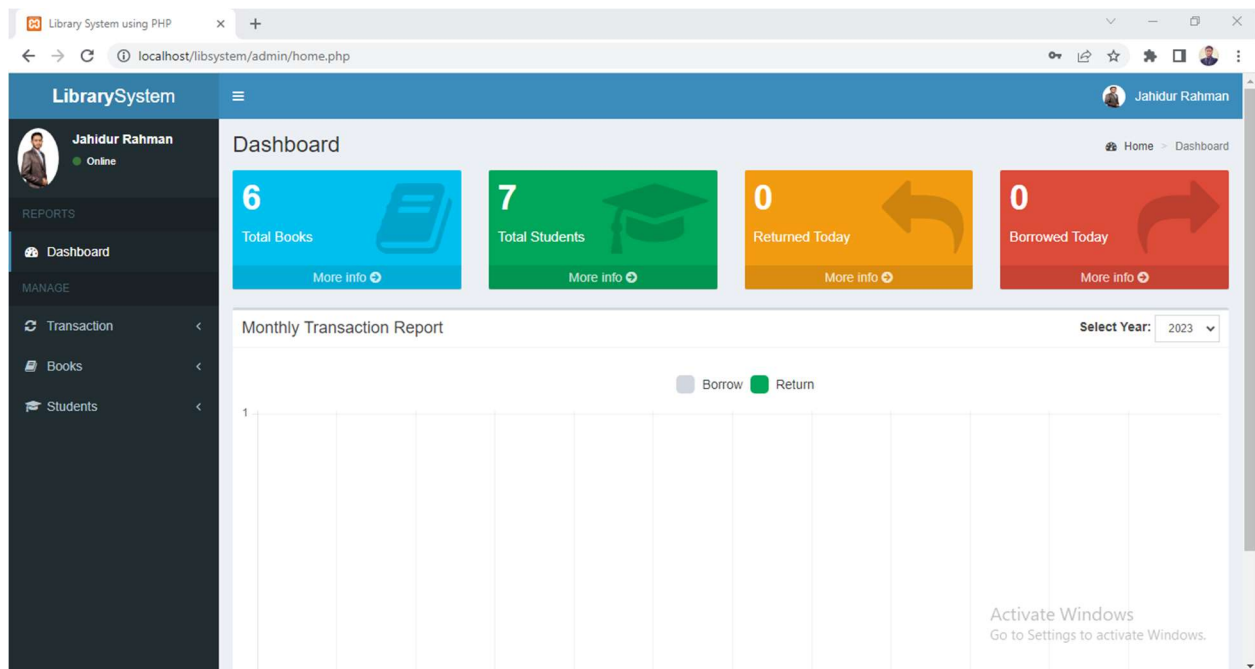 Library System using PHP
localhost/libsystem/admin/home.php
LibrarySystem
Jahidur Rahman
Jahidur Rahman
Online
Dashboard
Home > Dashboard
REPORTS
Dashboard
MANAGE
Transaction
Books
Students
6
Total Books
More info
7
Total Students
More info
0
Returned Today
More info
0
Borrowed Today
More info
Monthly Transaction Report
Select Year: 2023
Borrow Return
1
Activate Windows
Go to Settings to activate Windows.